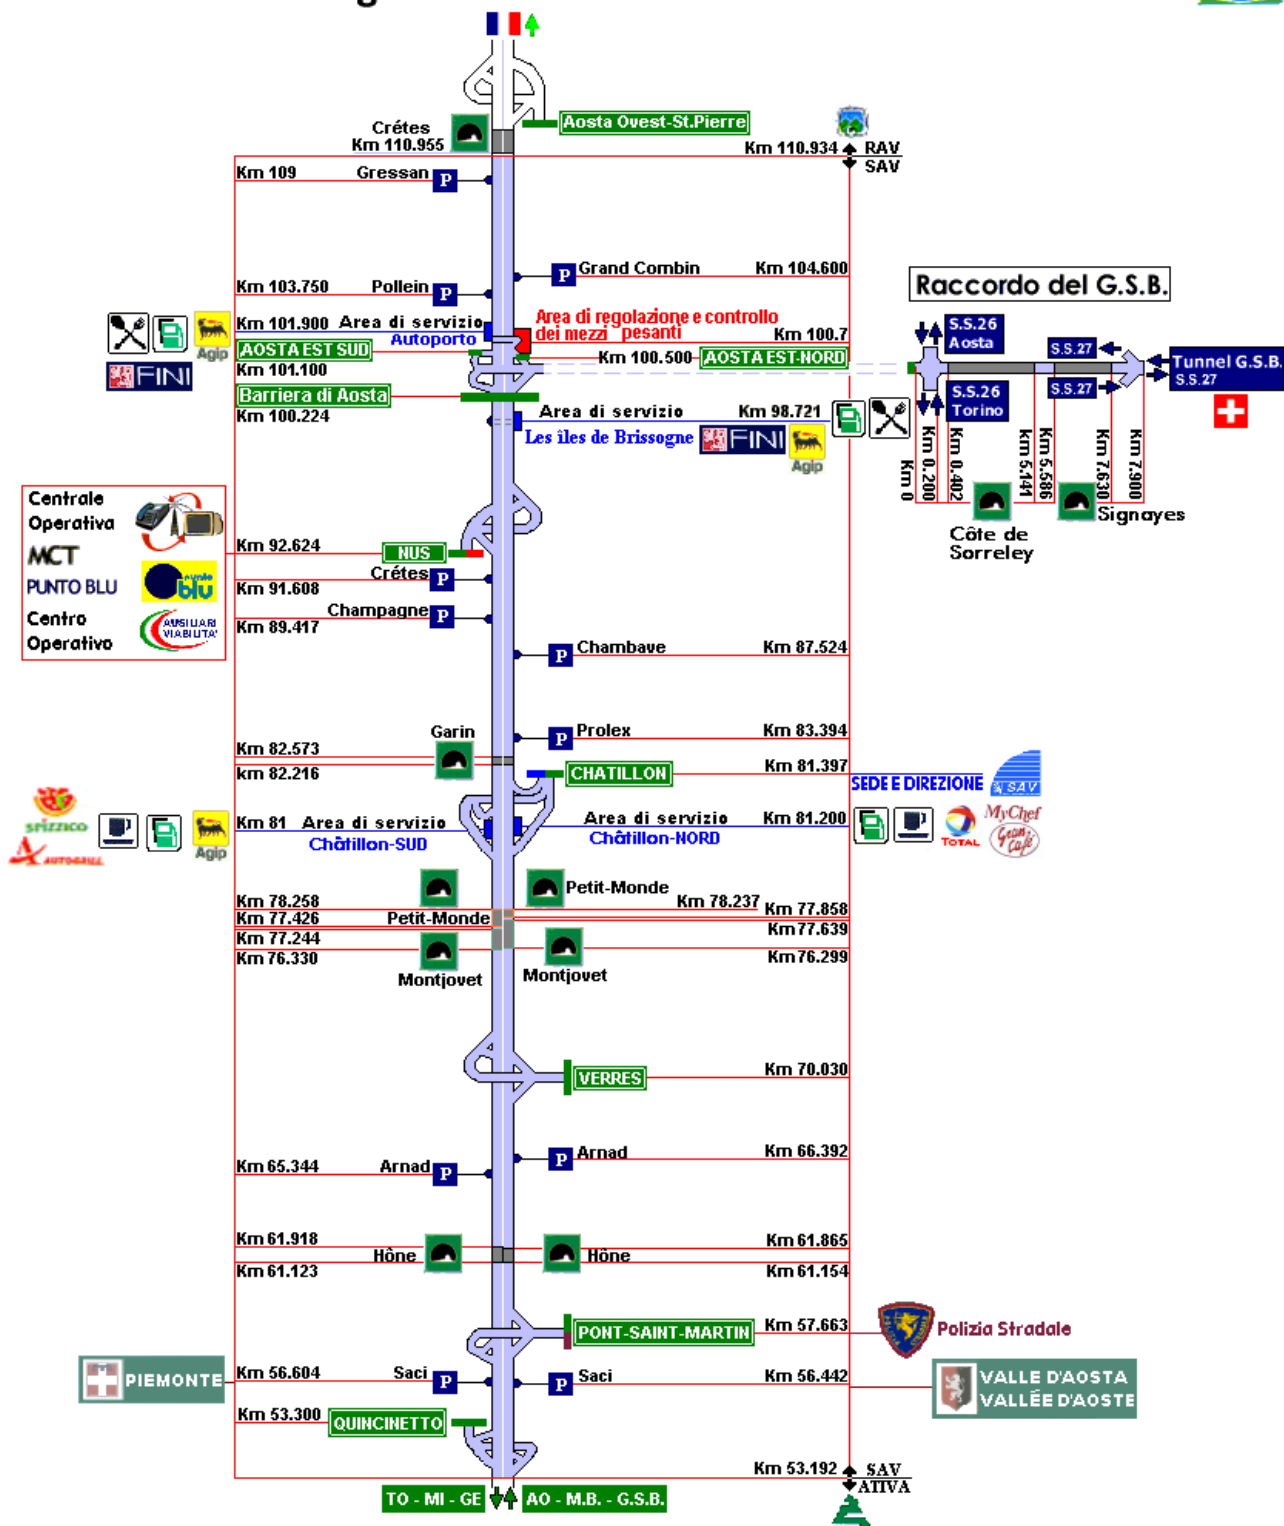 Aosta Ovest-St.Pierre
Crétes
Km 110.955
Km 110.934
RAV
SAV
Km 109
Gressan
P
Grand Combin
Km 104.600
P
Km 103.750
Pollein
P
Raccordo del G.S.B.
Km 101.900
Area di servizio
Autoporto
Agip
FINI
Area di regolazione e controllo
dei mezzi pesanti
Km 100.7
AOSTA EST SUD
Km 101.100
Km 100.500
AOSTA EST-NORD
S.S.26
Aosta
S.S.27
S.S.27
Tunnel G.S.B.
S.S.27
S.S.26
Torino
Barriera di Aosta
Km 100.224
Area di servizio
Km 98.721
Les îles de Brissogne
FINI
Agip
Km 0
Km 0.200
Km 0.402
km 5.141
km 5.586
Km 7.630
Km 7.900
Côte de
Sorreley
Signayes
Centrale
Operativa
MCT
PUNTO BLU
punto
blu
Centro
Operativo
AUSILIARI
VIABILITA'
Km 92.624
NUS
Crétes
P
Km 91.608
Champagne
P
Km 89.417
Chambave
Km 87.524
P
Garin
Prolex
Km 83.394
P
Km 82.573
km 82.216
CHATILLON
Km 81.397
SEDE E DIREZIONE
SAV
SPIZZICO
AUTOGRILL
Agip
Km 81
Area di servizio
Châtillon-SUD
Area di servizio
Km 81.200
Châtillon-NORD
TOTAL
MyChef
Gran
Café
Petit-Monde
Km 78.258
Km 78.237
Km 77.858
Km 77.426
Petit-Monde
Km 77.639
Km 77.244
Km 76.330
Km 76.299
Montjovet
Montjovet
VERRES
Km 70.030
Arnad
Km 66.392
P
Km 65.344
Arnad
P
Km 61.918
Km 61.865
Hône
Hône
Km 61.123
Km 61.154
PONT-SAINT-MARTIN
Km 57.663
Polizia Stradale
PIEMONTE
Km 56.604
Saci
P
P
Saci
Km 56.442
VALLE D'AOSTA
VALLÉE D'AOSTE
Km 53.300
QUINCINETTO
Km 53.192
SAV
ATIVA
TO - MI - GE
AO - M.B. - G.S.B.